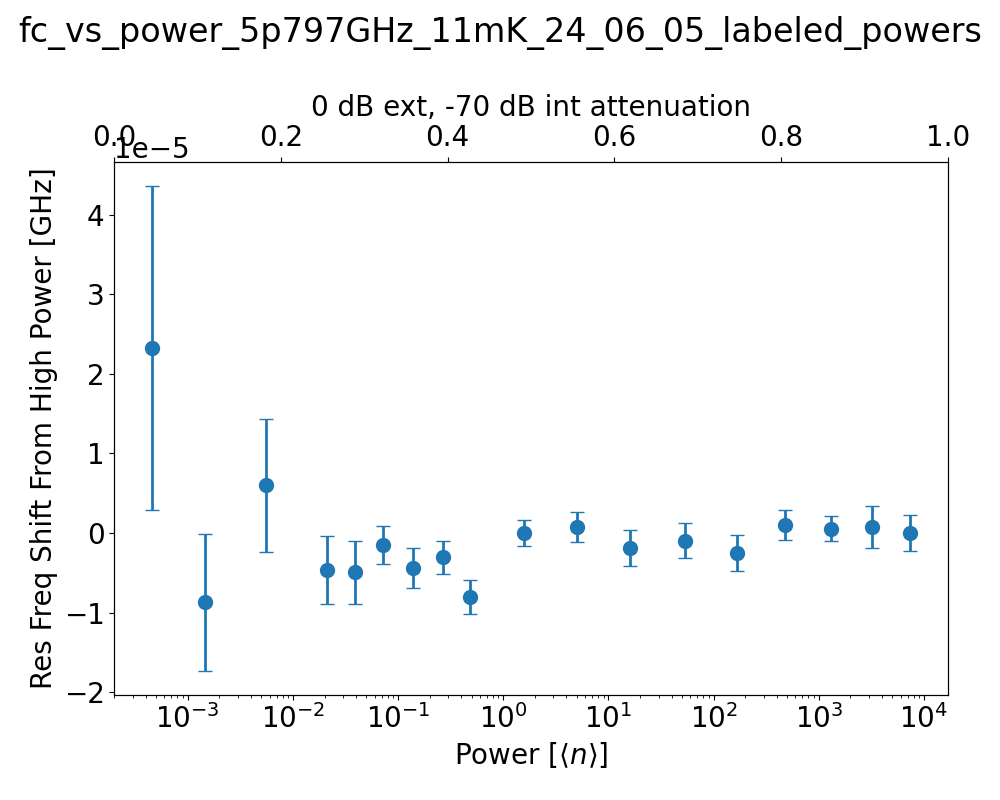 fc_vs_power_5p797GHz_11mK_24_06_05_labeled_powers
0 dB ext, -70 dB int attenuation
0.0 0.2 0.4 0.6 0.8 1.0
1e−5
Res Freq Shift From High Power [GHz]
4
3
2
1
0
−1
−2
10⁻³ 10⁻² 10⁻¹ 10⁰ 10¹ 10² 10³ 10⁴
Power [⟨n⟩]